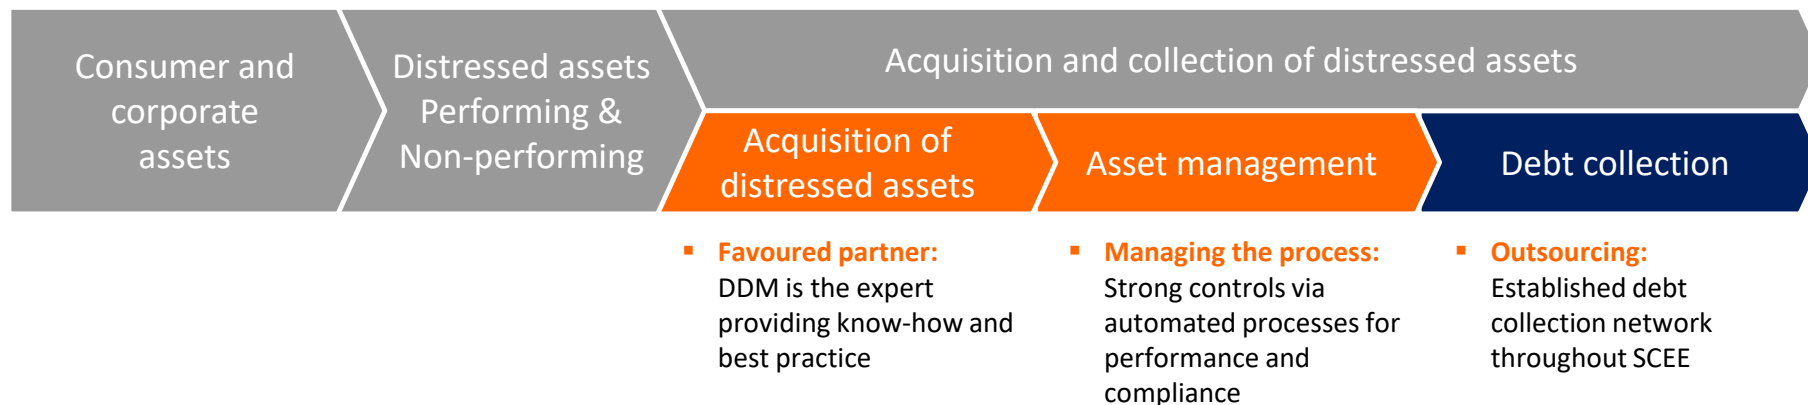 Consumer and
corporate
assets
Distressed assets
Performing &
Non-performing
Acquisition and collection of distressed assets
Acquisition of
distressed assets
Asset management
Debt collection
▪ Favoured partner:
DDM is the expert
providing know-how and
best practice
▪ Managing the process:
Strong controls via
automated processes for
performance and
compliance
▪ Outsourcing:
Established debt
collection network
throughout SCEE